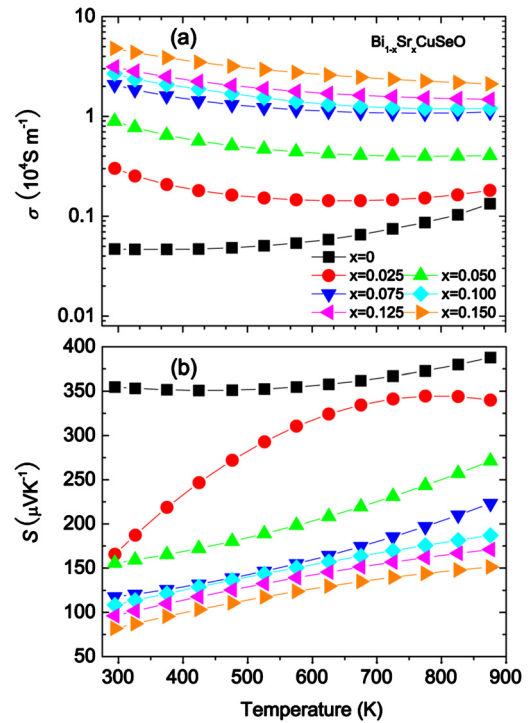 10
(a)
Bi1-xSrxCuSeO
1
σ (10⁴S m⁻¹)
0.1
x=0
x=0.025 x=0.050
x=0.075 x=0.100
x=0.125 x=0.150
0.01
400
(b)
350
300
250
S (μVK⁻¹)
200
150
100
50
300 400 500 600 700 800 900
Temperature (K)